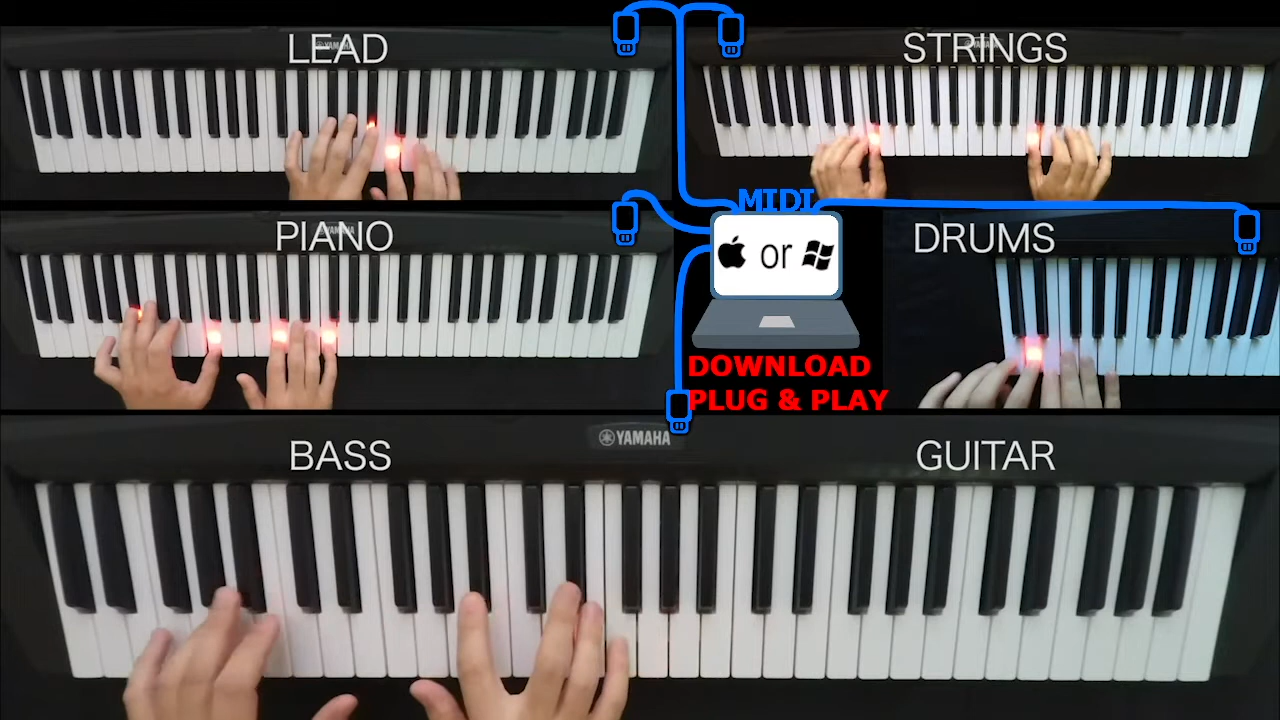 LEAD
STRINGS
PIANO
MIDI
or
DRUMS
DOWNLOAD
PLUG & PLAY
YAMAHA
BASS
GUITAR